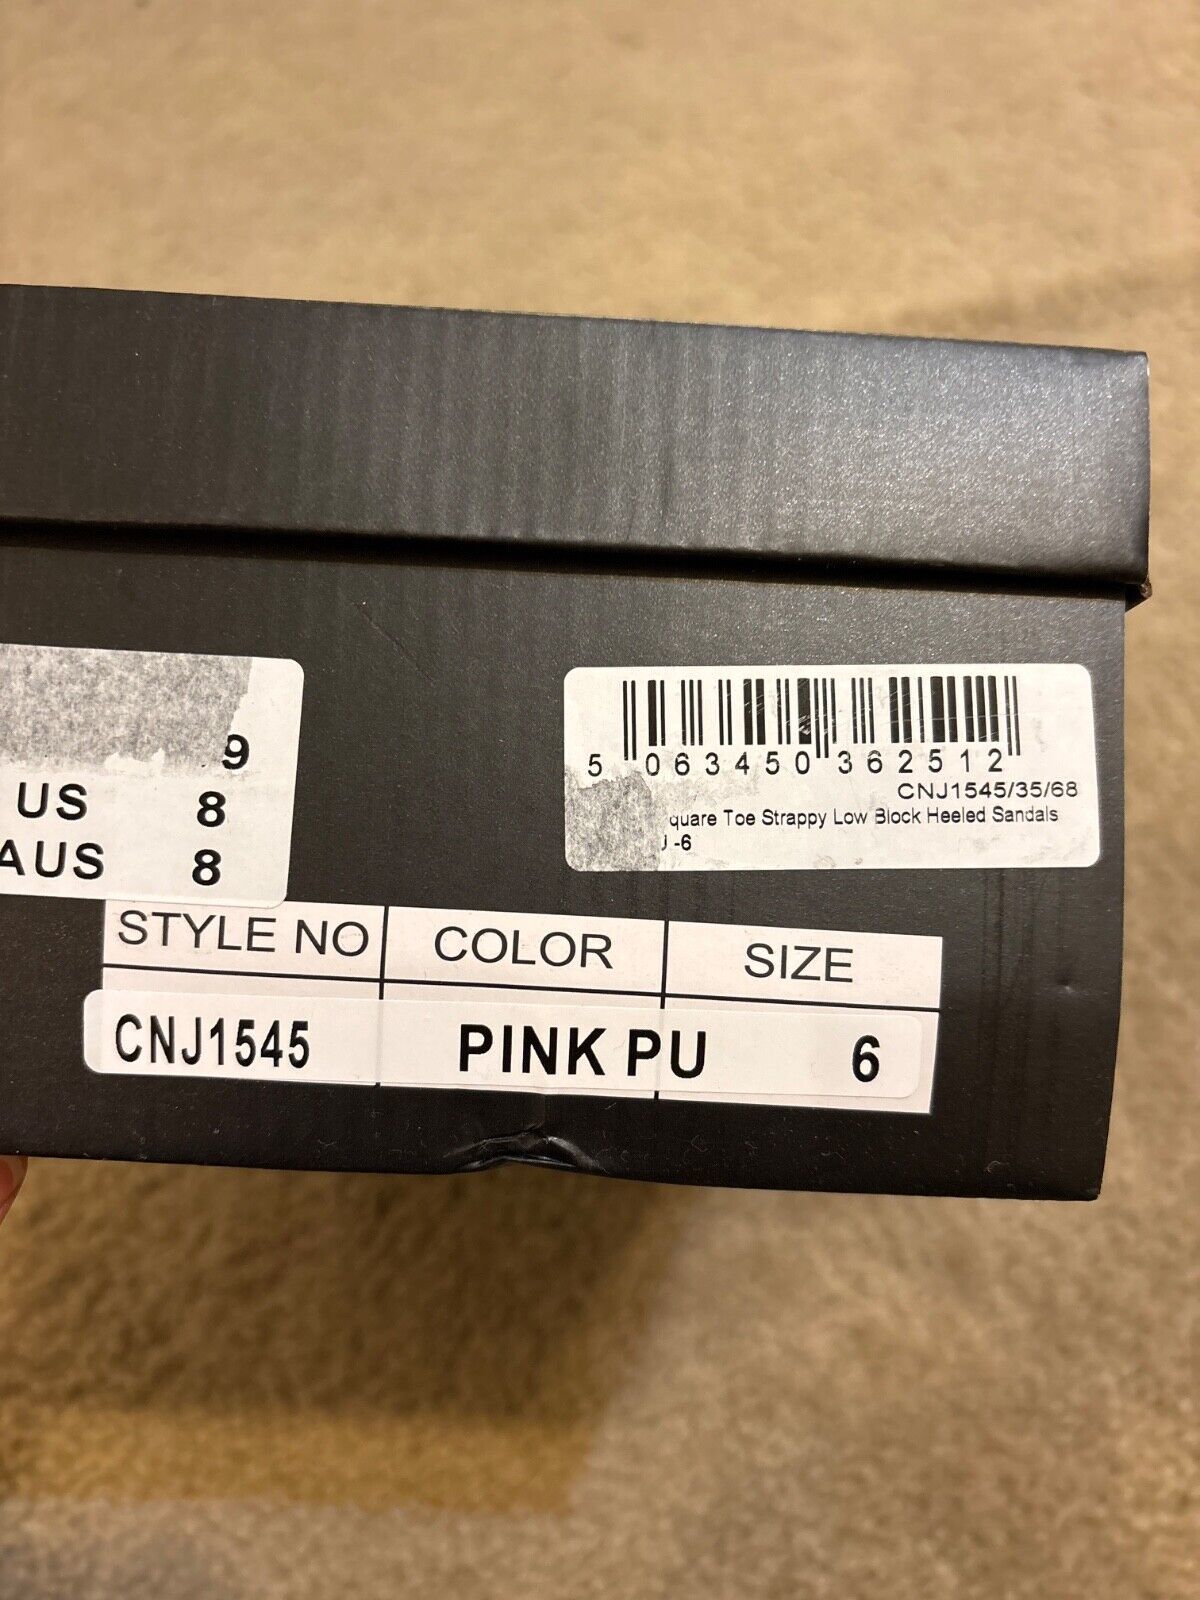 9
US 8
AUS 8
5 063450 362512
CNJ1545/35/68
quare Toe Strappy Low Block Heeled Sandals
-6
STYLE NO COLOR SIZE
CNJ1545 PINK PU 6